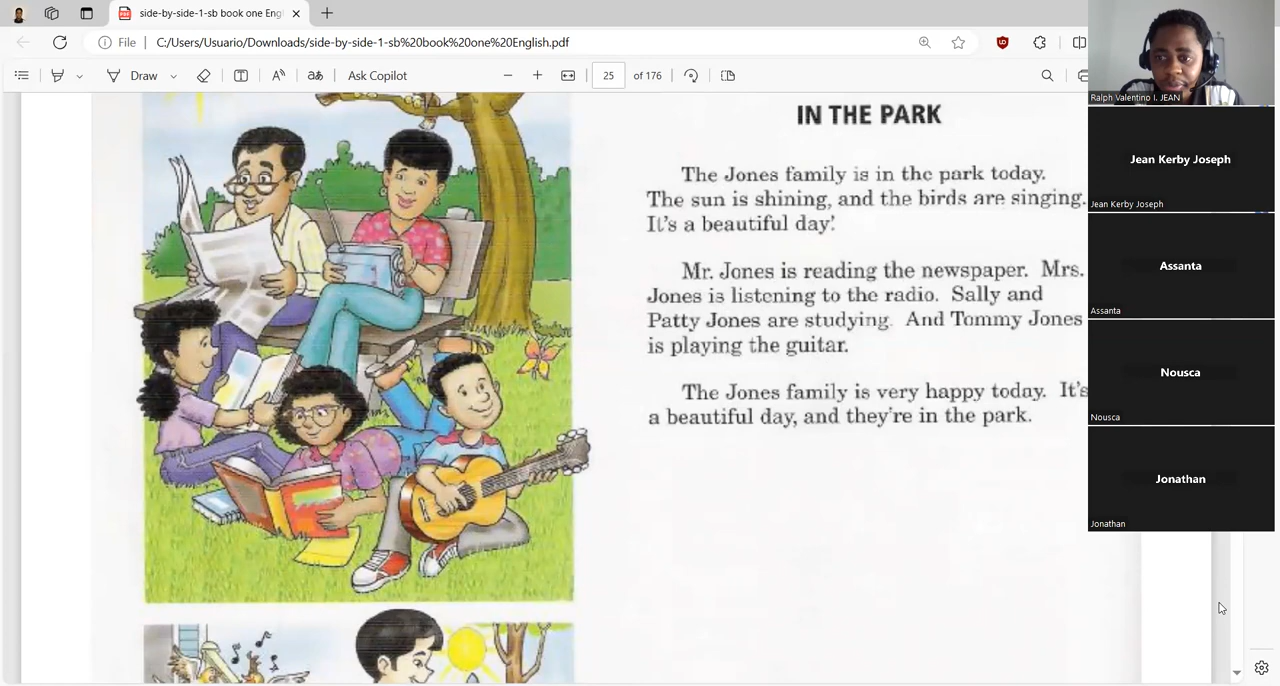 side-by-side-1-sb book one Engl
File
C:/Users/Usuario/Downloads/side-by-side-1-sb%20book%20one%20English.pdf
Draw
Ask Copilot
25
of 176
IN THE PARK
The Jones family is in the park today.
The sun is shining, and the birds are singing.
It's a beautiful day!
Mr. Jones is reading the newspaper. Mrs.
Jones is listening to the radio. Sally and
Patty Jones are studying. And Tommy Jones
is playing the guitar.
The Jones family is very happy today. It's
a beautiful day, and they're in the park.
Ralph Valentino I. JEAN
Jean Kerby Joseph
Jean Kerby Joseph
Assanta
Assanta
Nousca
Nousca
Jonathan
Jonathan